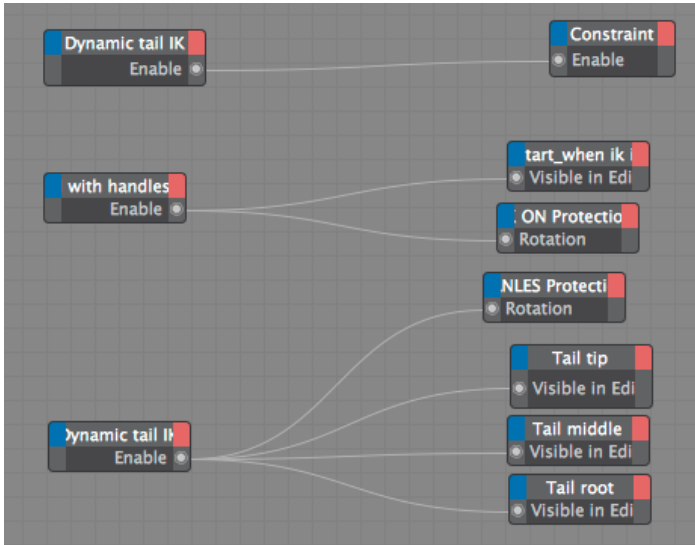 Dynamic tail IK
Enable
Constraint
Enable
with handles
Enable
tart_when ik i
Visible in Edi
ON Protectio
Rotation
NLES Protecti
Rotation
Tail tip
Visible in Edi
Dynamic tail IK
Enable
Tail middle
Visible in Edi
Tail root
Visible in Edi